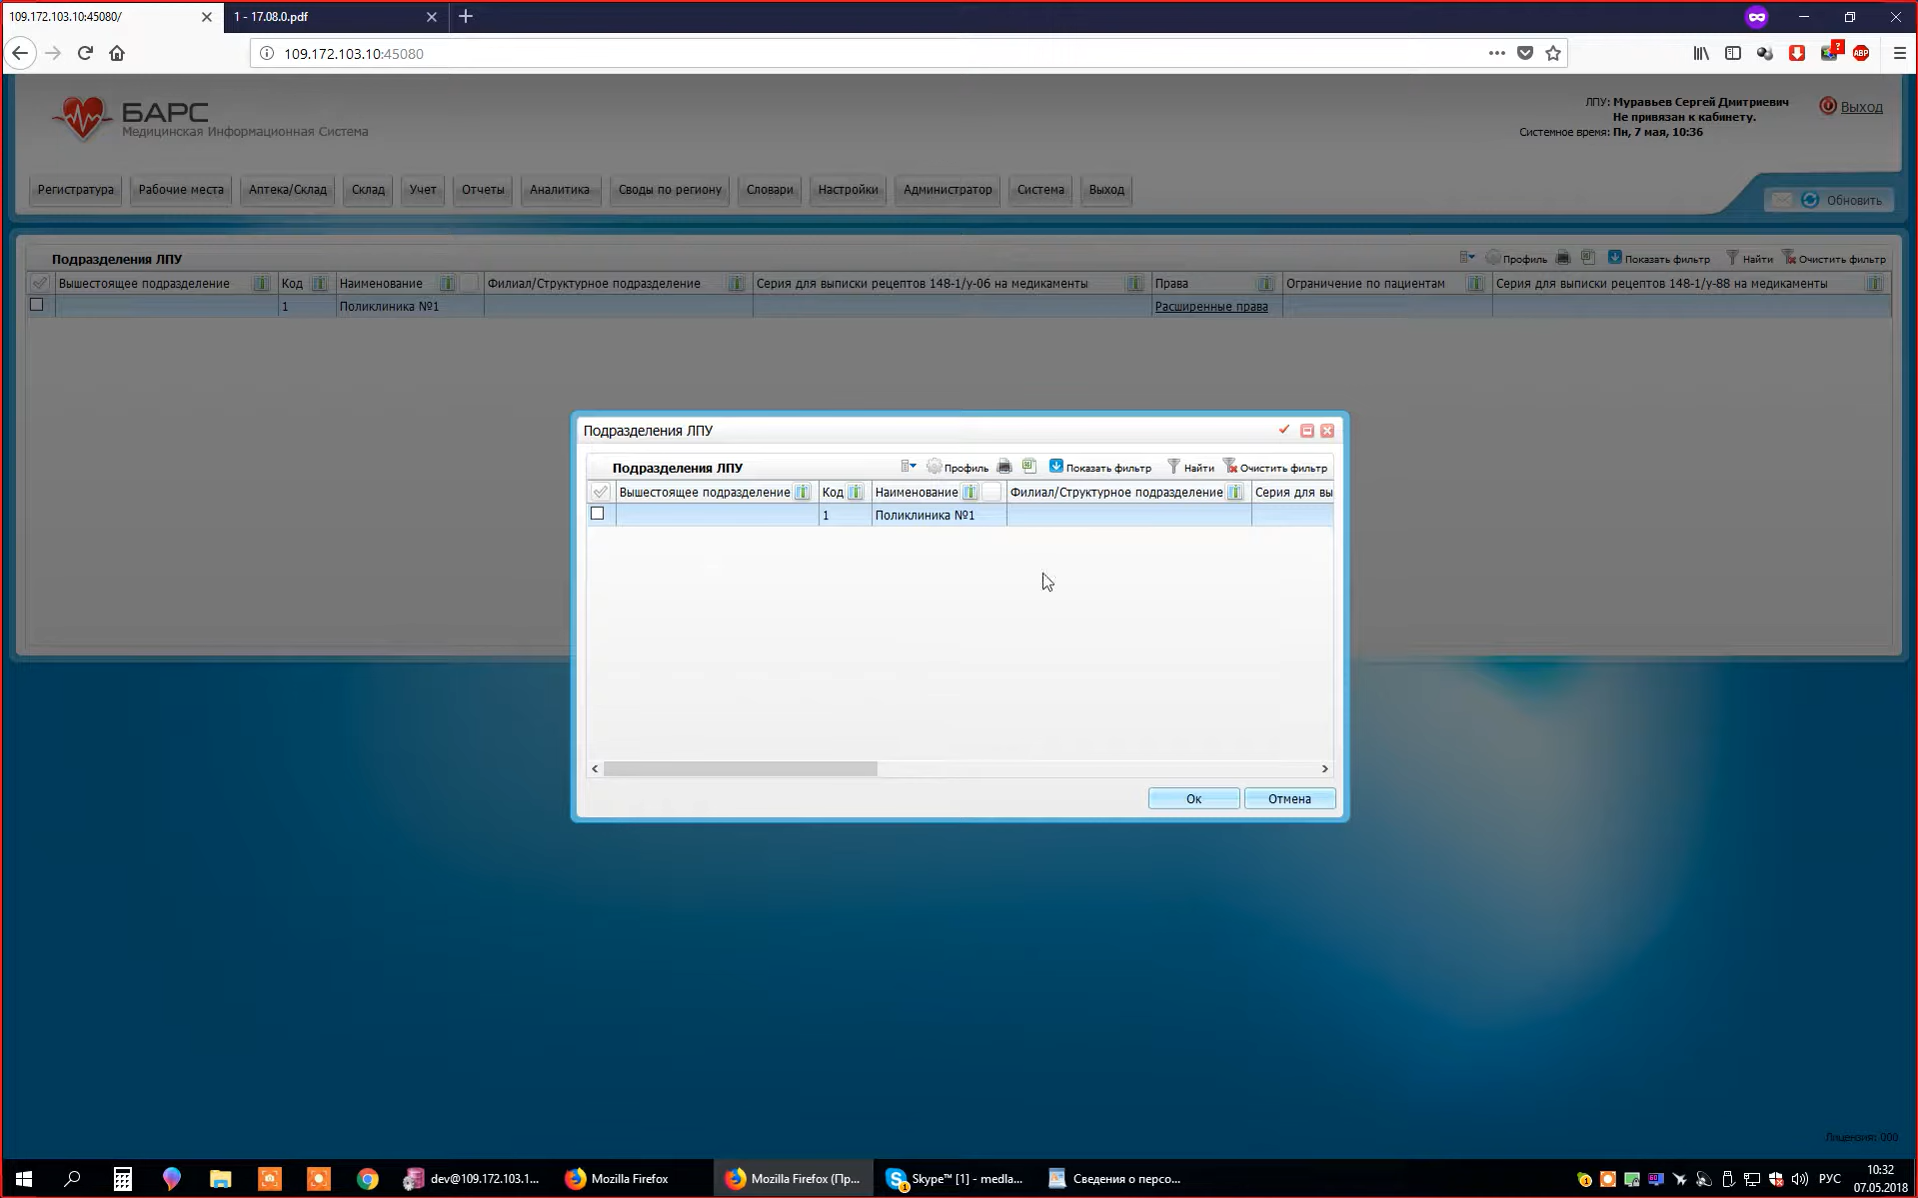 109.172.103.10:45080/
1 - 17.08.0.pdf
109.172.103.10:45080
?
ABP
БАРС
Медицинская Информационная Система
ЛПУ: Муравьев Сергей Дмитриевич
Не привязан к кабинету.
Системное время: Пн, 7 мая, 10:36
Выход
Регистратура Рабочие места Аптека/Склад Склад Учет Отчеты Аналитика Своды по региону Словари Настройки Администратор Система Выход
Обновить
Подразделения ЛПУ
Профиль Показать фильтр Найти Очистить фильтр
Вышестоящее подразделение Код Наименование Филиал/Структурное подразделение Серия для выписки рецептов 148-1/у-06 на медикаменты Права Ограничение по пациентам Серия для выписки рецептов 148-1/у-88 на медикаменты
1 Поликлиника №1 Расширенные права
Подразделения ЛПУ
Подразделения ЛПУ
Профиль Показать фильтр Найти Очистить фильтр
Вышестоящее подразделение Код Наименование Филиал/Структурное подразделение Серия для вы
1 Поликлиника №1
Ок Отмена
Лицензия: 000
dev@109.172.103.1... Mozilla Firefox Mozilla Firefox (Пр... Skype™ [1] - medla... Сведения о персо...
РУС
10:32
07.05.2018